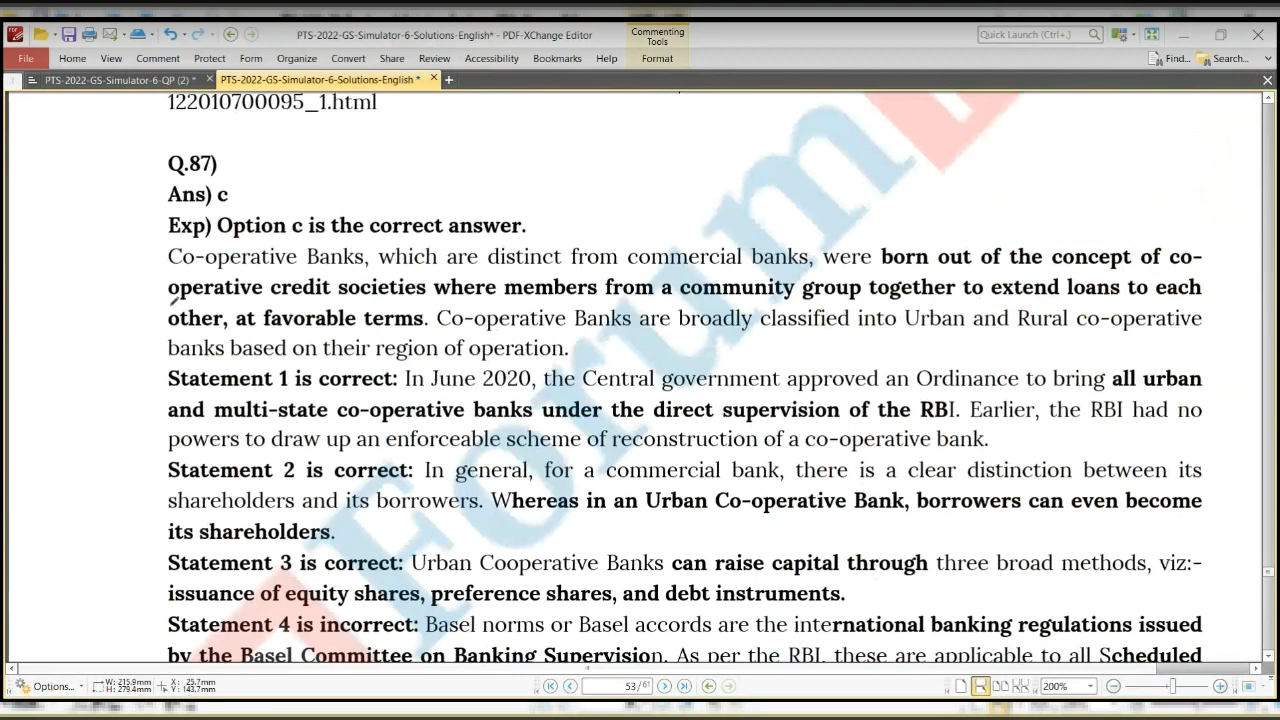 PTS-2022-GS-Simulator-6-Solutions-English* - PDF-XChange Editor
Commenting Tools
Quick Launch (Ctrl+.)
File Home View Comment Protect Form Organize Convert Share Review Accessibility Bookmarks Help Format Find... Search...
PTS-2022-GS-Simulator-6-QP (2) * PTS-2022-GS-Simulator-6-Solutions-English *
122010700095_1.html
Q.87)
Ans) c
Exp) Option c is the correct answer.
Co-operative Banks, which are distinct from commercial banks, were born out of the concept of co-
operative credit societies where members from a community group together to extend loans to each
other, at favorable terms. Co-operative Banks are broadly classified into Urban and Rural co-operative
banks based on their region of operation.
Statement 1 is correct: In June 2020, the Central government approved an Ordinance to bring all urban
and multi-state co-operative banks under the direct supervision of the RBI. Earlier, the RBI had no
powers to draw up an enforceable scheme of reconstruction of a co-operative bank.
Statement 2 is correct: In general, for a commercial bank, there is a clear distinction between its
shareholders and its borrowers. Whereas in an Urban Co-operative Bank, borrowers can even become
its shareholders.
Statement 3 is correct: Urban Cooperative Banks can raise capital through three broad methods, viz:-
issuance of equity shares, preference shares, and debt instruments.
Statement 4 is incorrect: Basel norms or Basel accords are the international banking regulations issued
by the Basel Committee on Banking Supervision. As per the RBI, these are applicable to all Scheduled
Forum
Options... W: 215.9mm H: 279.4mm X: 25.7mm Y: 143.7mm 53/61 200%